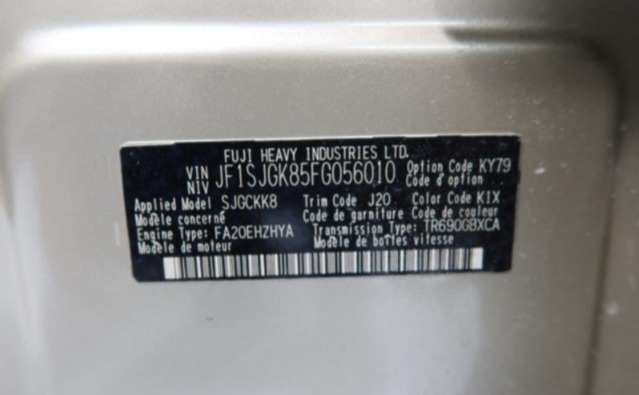 FUJI HEAVY INDUSTRIES LTD.
VIN NIV JF1SJGK85FG056010 Option Code KY79
Code d'option
Applied Model SJGCKK8 Trim Code J20 Color Code K1X
Modèle concerné Code de garniture Code de couleur
Engine Type: FA20EHZHYA Transmission Type: TR690GBXCA
Modèle de moteur Modèle de boîtes vitesse